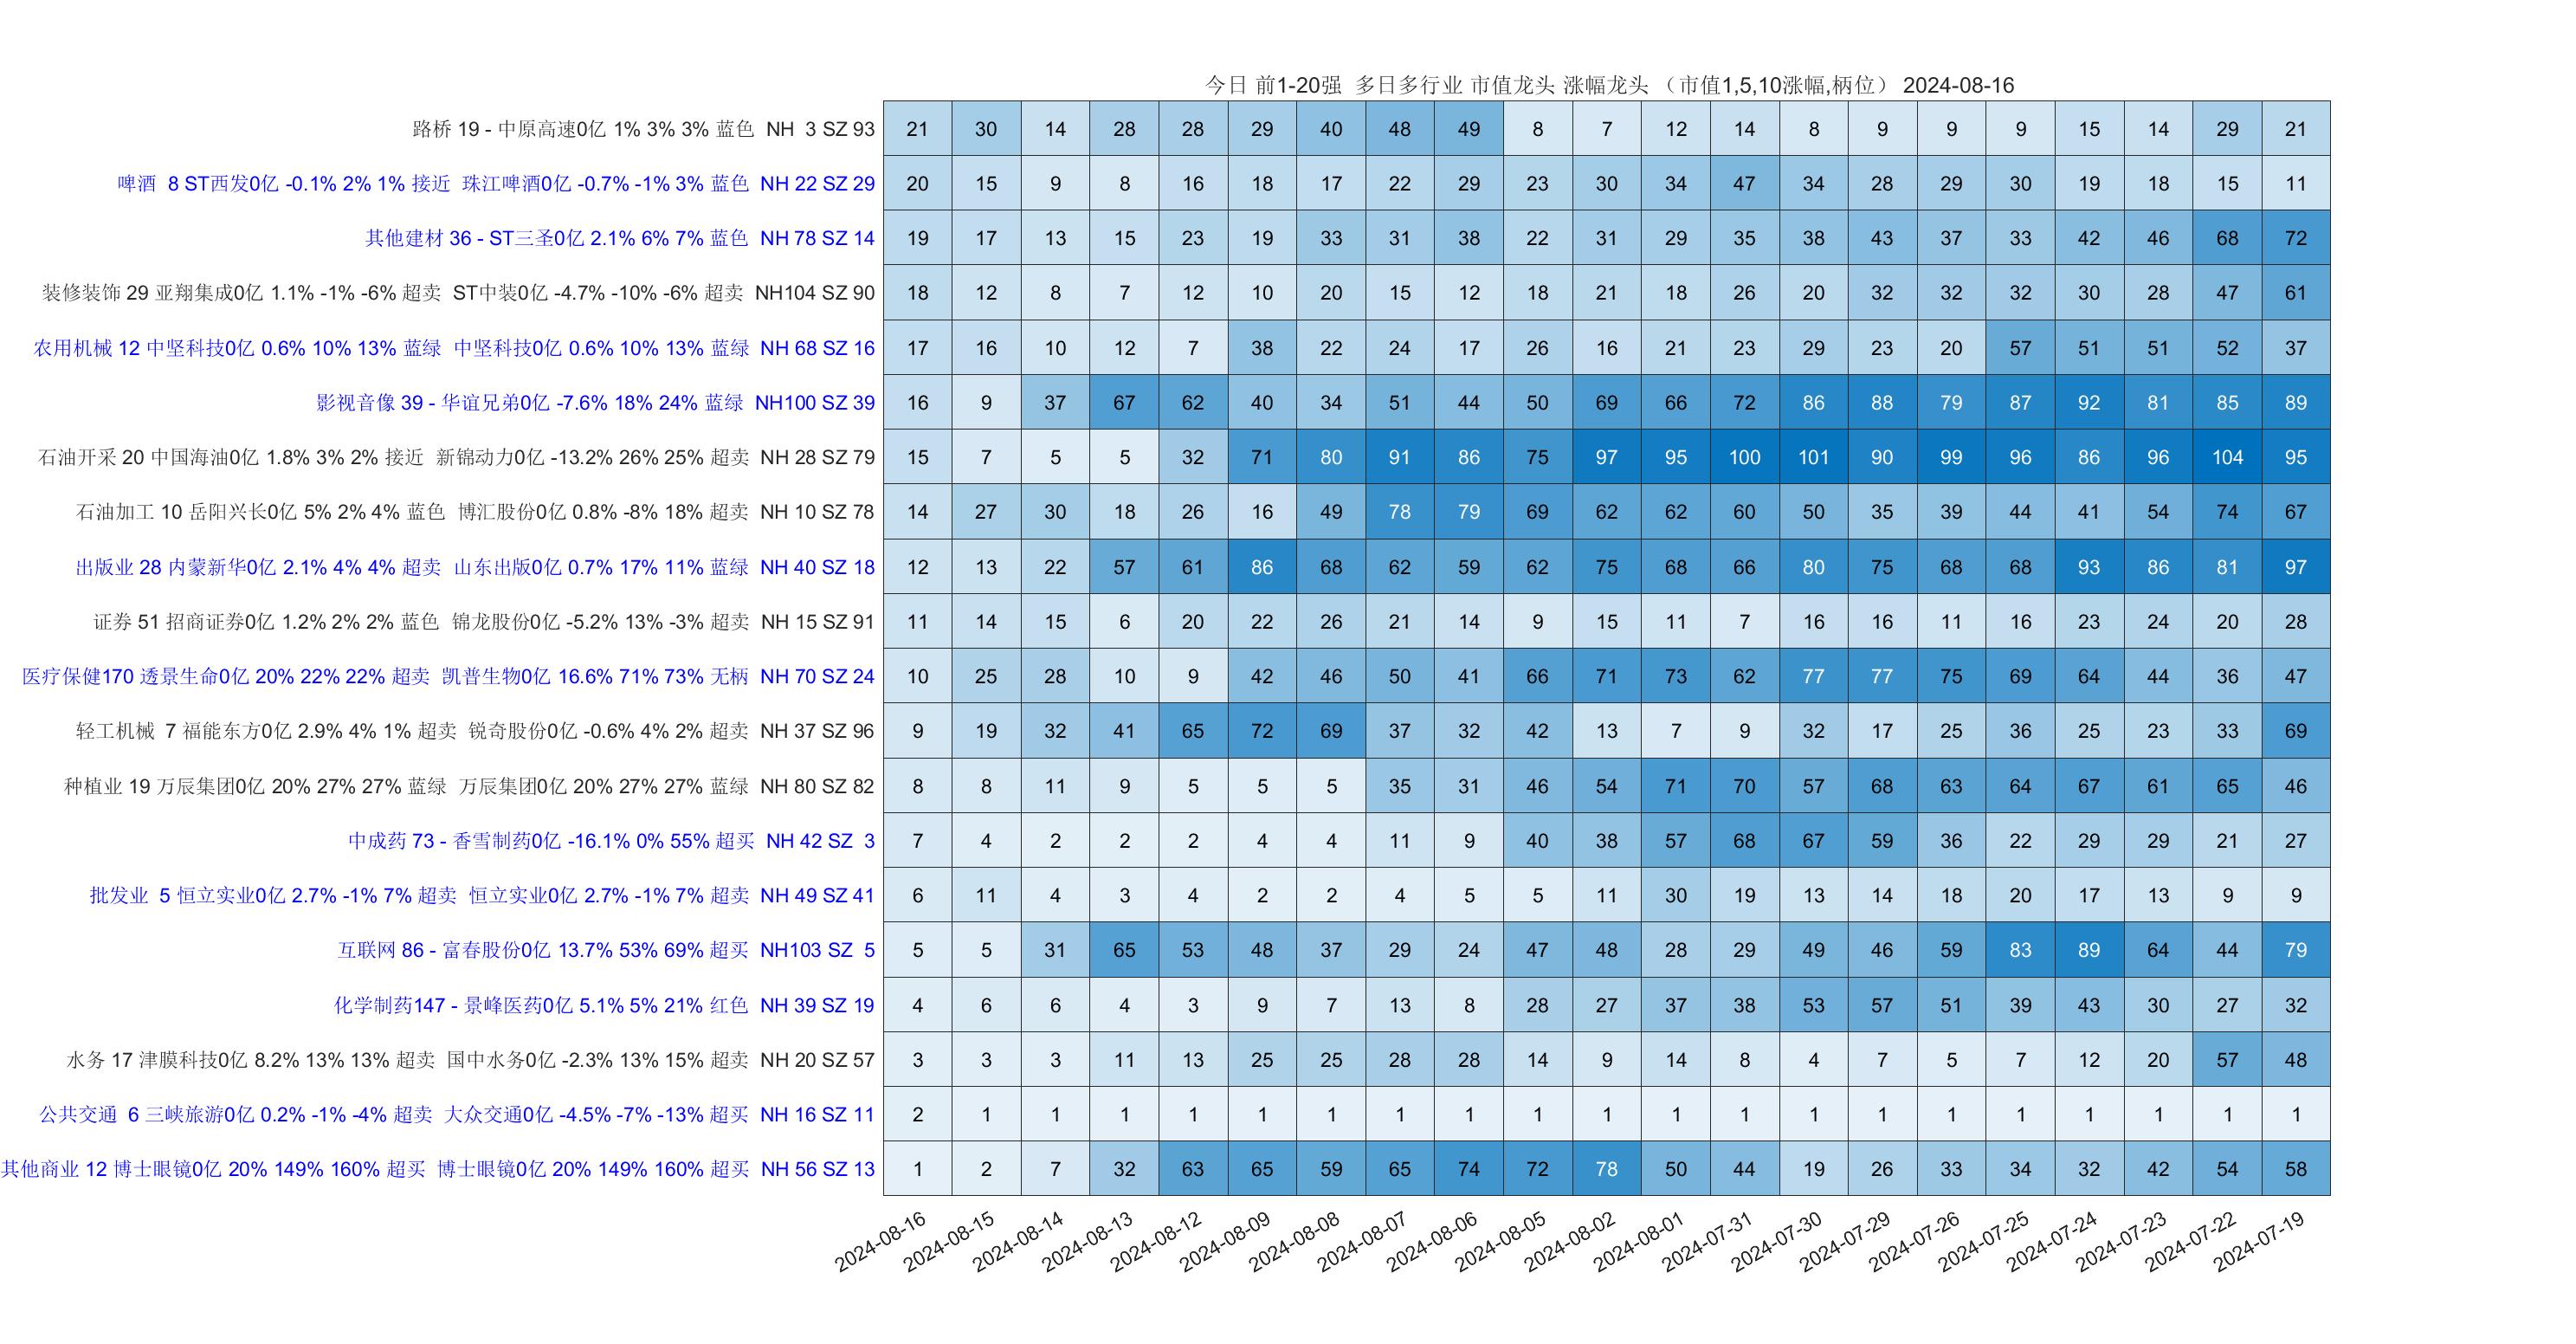 今日 前1-20强 多日多行业 市值龙头 涨幅龙头 （市值1,5,10涨幅,柄位） 2024-08-16
路桥 19 - 中原高速0亿 1% 3% 3% 蓝色 NH 3 SZ 93 21 30 14 28 28 29 40 48 49 8 7 12 14 8 9 9 9 15 14 29 21
啤酒 8 ST西发0亿 -0.1% 2% 1% 接近 珠江啤酒0亿 -0.7% -1% 3% 蓝色 NH 22 SZ 29 20 15 9 8 16 18 17 22 29 23 30 34 47 34 28 29 30 19 18 15 11
其他建材 36 - ST三圣0亿 2.1% 6% 7% 蓝色 NH 78 SZ 14 19 17 13 15 23 19 33 31 38 22 31 29 35 38 43 37 33 42 46 68 72
装修装饰 29 亚翔集成0亿 1.1% -1% -6% 超卖 ST中装0亿 -4.7% -10% -6% 超卖 NH104 SZ 90 18 12 8 7 12 10 20 15 12 18 21 18 26 20 32 32 32 30 28 47 61
农用机械 12 中坚科技0亿 0.6% 10% 13% 蓝绿 中坚科技0亿 0.6% 10% 13% 蓝绿 NH 68 SZ 16 17 16 10 12 7 38 22 24 17 26 16 21 23 29 23 20 57 51 51 52 37
影视音像 39 - 华谊兄弟0亿 -7.6% 18% 24% 蓝绿 NH100 SZ 39 16 9 37 67 62 40 34 51 44 50 69 66 72 86 88 79 87 92 81 85 89
石油开采 20 中国海油0亿 1.8% 3% 2% 接近 新锦动力0亿 -13.2% 26% 25% 超卖 NH 28 SZ 79 15 7 5 5 32 71 80 91 86 75 97 95 100 101 90 99 96 86 96 104 95
石油加工 10 岳阳兴长0亿 5% 2% 4% 蓝色 博汇股份0亿 0.8% -8% 18% 超卖 NH 10 SZ 78 14 27 30 18 26 16 49 78 79 69 62 62 60 50 35 39 44 41 54 74 67
出版业 28 内蒙新华0亿 2.1% 4% 4% 超卖 山东出版0亿 0.7% 17% 11% 蓝绿 NH 40 SZ 18 12 13 22 57 61 86 68 62 59 62 75 68 66 80 75 68 68 93 86 81 97
证券 51 招商证券0亿 1.2% 2% 2% 蓝色 锦龙股份0亿 -5.2% 13% -3% 超卖 NH 15 SZ 91 11 14 15 6 20 22 26 21 14 9 15 11 7 16 16 11 16 23 24 20 28
医疗保健170 透景生命0亿 20% 22% 22% 超卖 凯普生物0亿 16.6% 71% 73% 无柄 NH 70 SZ 24 10 25 28 10 9 42 46 50 41 66 71 73 62 77 77 75 69 64 44 36 47
轻工机械 7 福能东方0亿 2.9% 4% 1% 超卖 锐奇股份0亿 -0.6% 4% 2% 超卖 NH 37 SZ 96 9 19 32 41 65 72 69 37 32 42 13 7 9 32 17 25 36 25 23 33 69
种植业 19 万辰集团0亿 20% 27% 27% 蓝绿 万辰集团0亿 20% 27% 27% 蓝绿 NH 80 SZ 82 8 8 11 9 5 5 5 35 31 46 54 71 70 57 68 63 64 67 61 65 46
中成药 73 - 香雪制药0亿 -16.1% 0% 55% 超买 NH 42 SZ 3 7 4 2 2 2 4 4 11 9 40 38 57 68 67 59 36 22 29 29 21 27
批发业 5 恒立实业0亿 2.7% -1% 7% 超卖 恒立实业0亿 2.7% -1% 7% 超卖 NH 49 SZ 41 6 11 4 3 4 2 2 4 5 5 11 30 19 13 14 18 20 17 13 9 9
互联网 86 - 富春股份0亿 13.7% 53% 69% 超买 NH103 SZ 5 5 5 31 65 53 48 37 29 24 47 48 28 29 49 46 59 83 89 64 44 79
化学制药147 - 景峰医药0亿 5.1% 5% 21% 红色 NH 39 SZ 19 4 6 6 4 3 9 7 13 8 28 27 37 38 53 57 51 39 43 30 27 32
水务 17 津膜科技0亿 8.2% 13% 13% 超卖 国中水务0亿 -2.3% 13% 15% 超卖 NH 20 SZ 57 3 3 3 11 13 25 25 28 28 14 9 14 8 4 7 5 7 12 20 57 48
公共交通 6 三峡旅游0亿 0.2% -1% -4% 超卖 大众交通0亿 -4.5% -7% -13% 超买 NH 16 SZ 11 2 1 1 1 1 1 1 1 1 1 1 1 1 1 1 1 1 1 1 1 1
其他商业 12 博士眼镜0亿 20% 149% 160% 超买 博士眼镜0亿 20% 149% 160% 超买 NH 56 SZ 13 1 2 7 32 63 65 59 65 74 72 78 50 44 19 26 33 34 32 42 54 58
2024-08-16 2024-08-15 2024-08-14 2024-08-13 2024-08-12 2024-08-09 2024-08-08 2024-08-07 2024-08-06 2024-08-05 2024-08-02 2024-08-01 2024-07-31 2024-07-30 2024-07-29 2024-07-26 2024-07-25 2024-07-24 2024-07-23 2024-07-22 2024-07-19